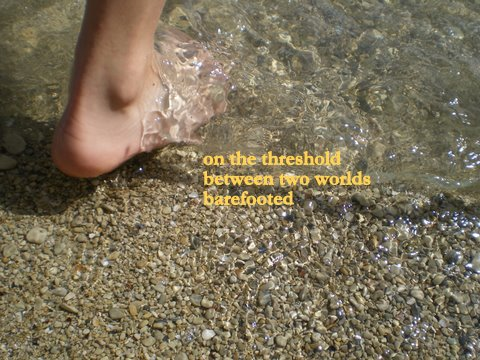 on the threshold
between two worlds
barefooted